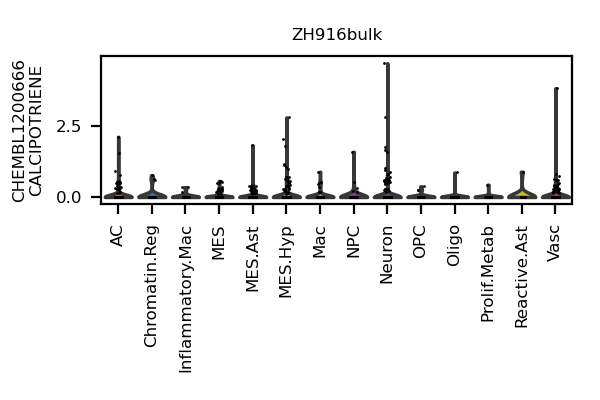 ZH916bulk
CHEMBL1200666
CALCIPOTRIENE
2.5
0.0
AC
Chromatin.Reg
Inflammatory.Mac
MES
MES.Ast
MES.Hyp
Mac
NPC
Neuron
OPC
Oligo
Prolif.Metab
Reactive.Ast
Vasc